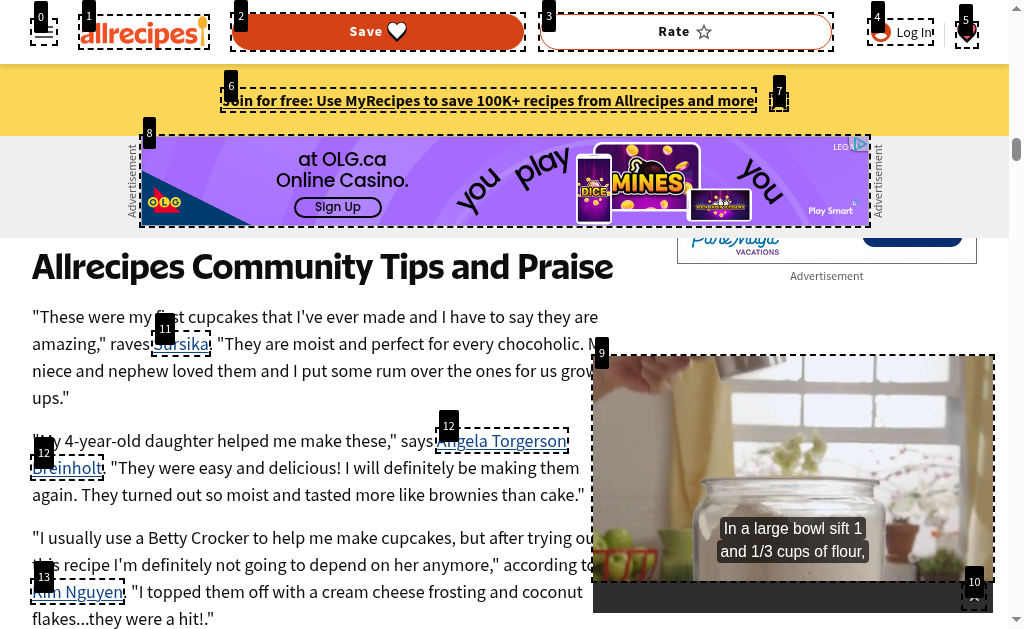 0
1
2
3
4
5
allrecipes
Save
Rate
Log In
6
7
Join for free: Use MyRecipes to save 100K+ recipes from Allrecipes and more
8
Advertisement
at OLG.ca
Online Casino.
Sign Up
OLG
you play
DICE
MINES
you
LEGO
Play Smart
Advertisement
VACATIONS
Advertisement
Allrecipes Community Tips and Praise
"These were my first cupcakes that I've ever made and I have to say they are
11
amazing," raves Sarsika. "They are moist and perfect for every chocoholic. M
niece and nephew loved them and I put some rum over the ones for us grow
ups."
12
"My 4-year-old daughter helped me make these," says Angela Torgerson
12
Breinholt. "They were easy and delicious! I will definitely be making them
again. They turned out so moist and tasted more like brownies than cake."
"I usually use a Betty Crocker to help me make cupcakes, but after trying ou
this recipe I'm definitely not going to depend on her anymore," according to
13
Kim Nguyen. "I topped them off with a cream cheese frosting and coconut
flakes...they were a hit!."
9
In a large bowl sift 1
and 1/3 cups of flour,
10